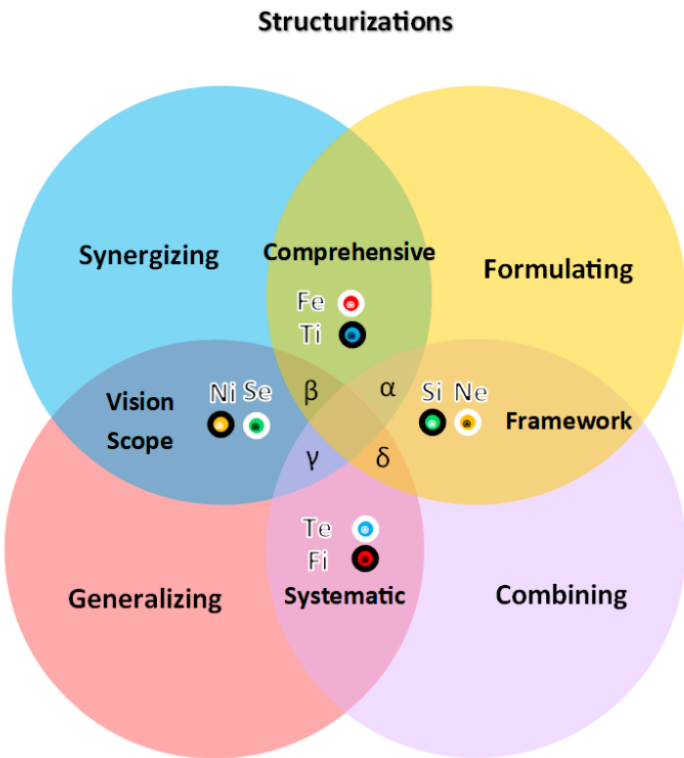 Structurizations
Synergizing
Comprehensive
Formulating
Fe
Ti
Vision
Scope
Ni Se
β
α
Si Ne
Framework
γ
δ
Te
Fi
Generalizing
Systematic
Combining